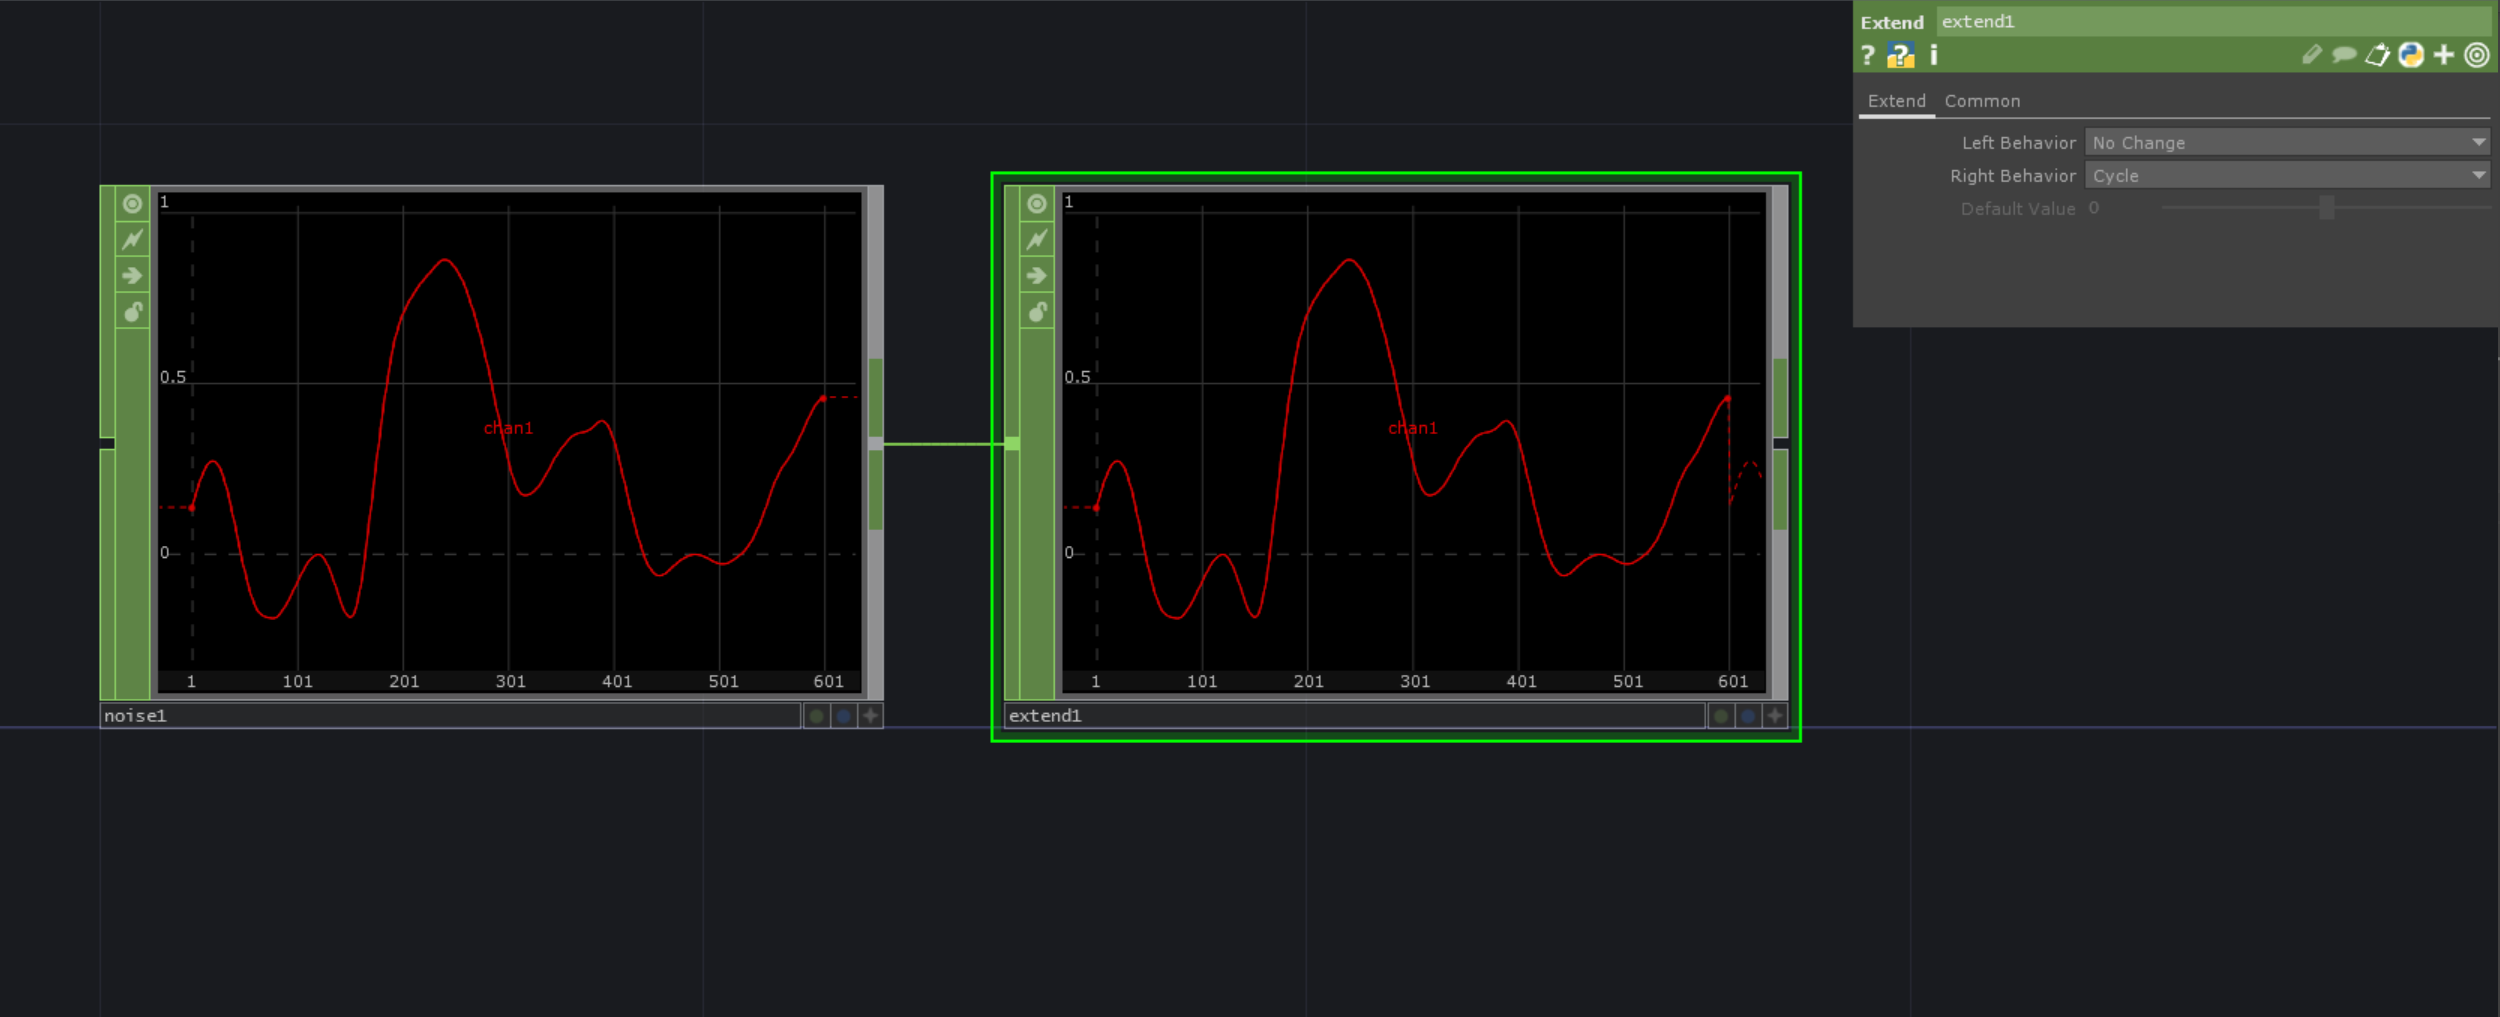 Extend extend1
? ? i
Extend Common
Left Behavior No Change
Right Behavior Cycle
Default Value 0
1
0.5
chan1
0
1 101 201 301 401 501 601
noise1
1
0.5
chan1
0
1 101 201 301 401 501 601
extend1